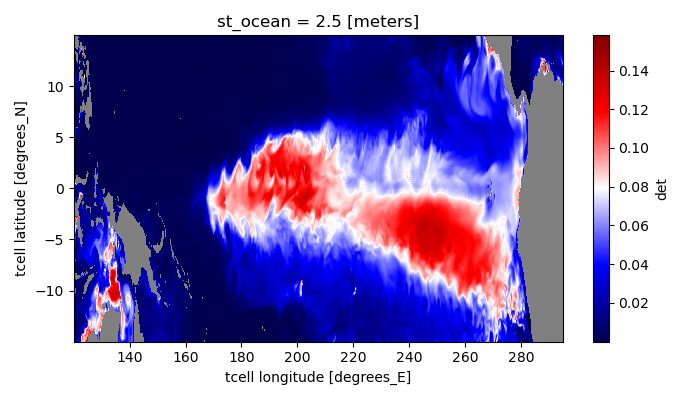 st_ocean = 2.5 [meters]
10
5
0
−5
−10
tcell latitude [degrees_N]
140 160 180 200 220 240 260 280
tcell longitude [degrees_E]
0.14
0.12
0.10
0.08
0.06
0.04
0.02
det